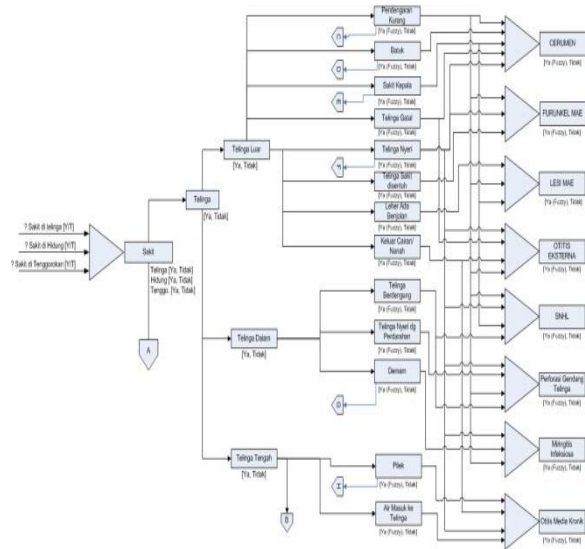 Pendengaran Kurang
[Ya (Fuzzy), Tidak]
Batuk
[Ya (Fuzzy), Tidak]
Sakit Kepala
[Ya (Fuzzy), Tidak]
Telinga Gatal
[Ya (Fuzzy), Tidak]
Telinga Luar
[Ya, Tidak]
Telinga Nyeri
[Ya (Fuzzy), Tidak]
Telinga Sakit disentuh
[Ya (Fuzzy), Tidak]
Leher Ada Benjolan
[Ya (Fuzzy), Tidak]
Keluar Cairan/ Nanah
[Ya (Fuzzy), Tidak]
Telinga
[Ya, Tidak]
? Sakit di telinga [Y/T]
? Sakit di Hidung [Y/T]
? Sakit di Tenggorokan [Y/T]
Sakit
Telinga [Ya, Tidak]
Hidung [Ya, Tidak]
Tenggo. [Ya, Tidak]
A
Telinga Berdengung
[Ya (Fuzzy), Tidak]
Telinga Dalam
[Ya, Tidak]
Telinga Nyeri dg Perdarahan
[Ya (Fuzzy), Tidak]
Demam
[Ya (Fuzzy), Tidak]
Telinga Tengah
[Ya, Tidak]
B
Pilek
[Ya (Fuzzy), Tidak]
H
Air Masuk ke Telinga
[Ya (Fuzzy), Tidak]
CERUMEN
[Ya (Fuzzy), Tidak]
FURUNKEL MAE
[Ya (Fuzzy), Tidak]
LESI MAE
[Ya (Fuzzy), Tidak]
OTITIS EKSTERNA
[Ya (Fuzzy), Tidak]
SNHL
[Ya (Fuzzy), Tidak]
Perforasi Gendang Telinga
[Ya (Fuzzy), Tidak]
Miringitis Infeksiosa
[Ya (Fuzzy), Tidak]
Otitis Media Kronik
[Ya (Fuzzy), Tidak]